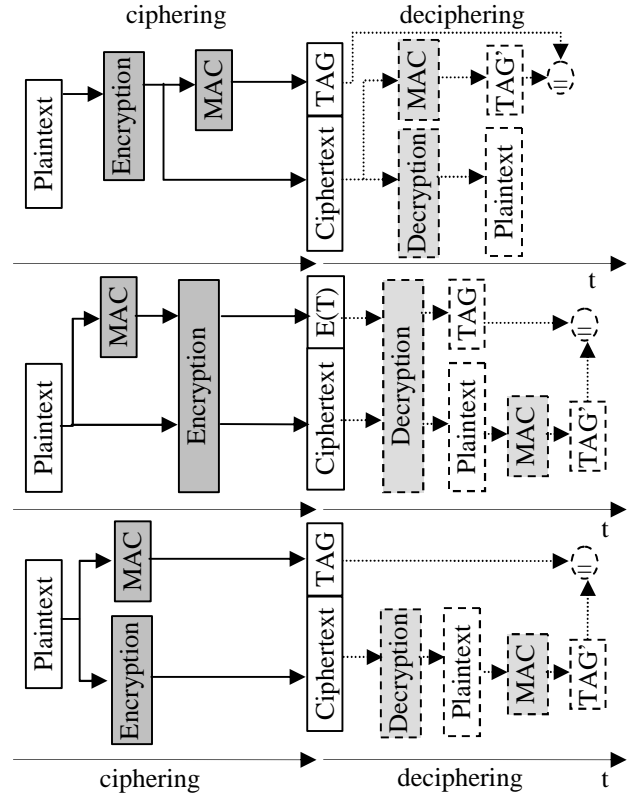 ciphering
deciphering
Plaintext
Encryption
MAC
TAG
Ciphertext
MAC
TAG'
=
Decryption
Plaintext
t
Plaintext
MAC
Encryption
E(T)
Ciphertext
Decryption
TAG
Plaintext
MAC
TAG'
=
t
Plaintext
MAC
Encryption
TAG
Ciphertext
Decryption
Plaintext
MAC
TAG'
=
ciphering
deciphering
t